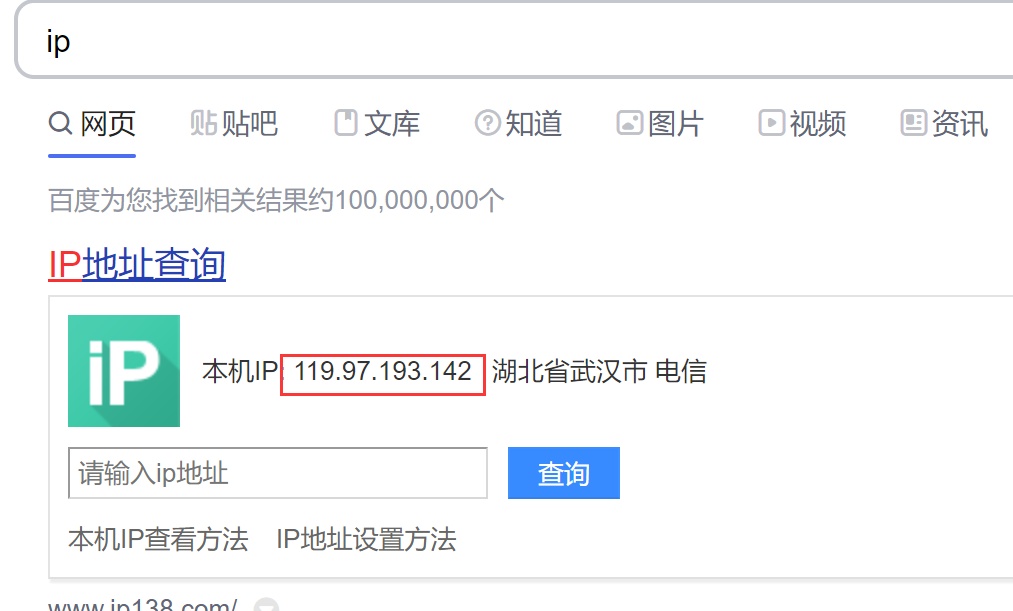 ip
网页 贴吧 文库 知道 图片 视频 资讯
百度为您找到相关结果约100,000,000个
IP地址查询
iP
本机IP: 119.97.193.142 湖北省武汉市 电信
请输入ip地址 查询
本机IP查看方法 IP地址设置方法
www.ip138.com/